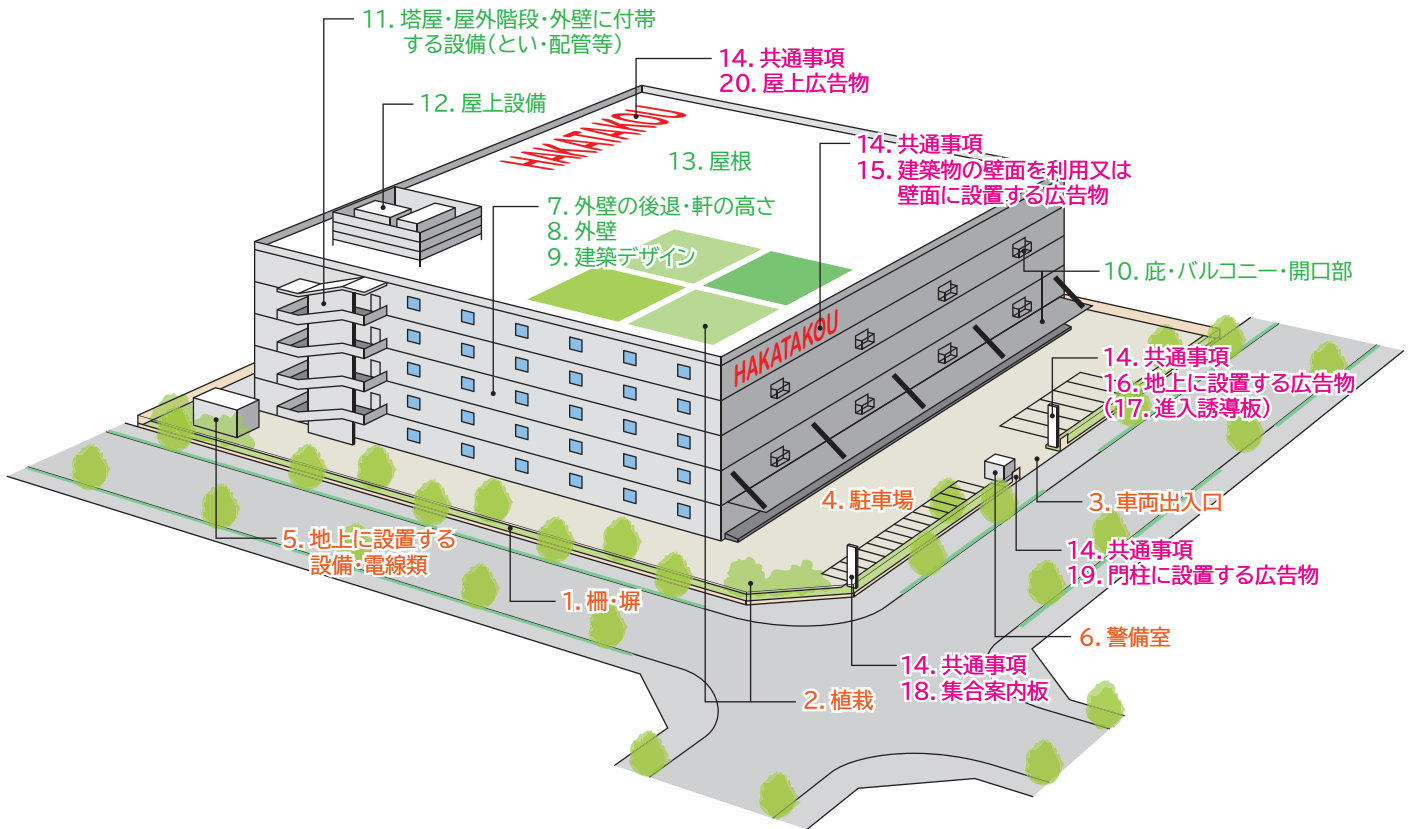 11. 塔屋・屋外階段・外壁に付帯
する設備(とい・配管等)
14. 共通事項
20. 屋上広告物
12. 屋上設備
HAKATAKOU
13. 屋根
14. 共通事項
15. 建築物の壁面を利用又は
壁面に設置する広告物
7. 外壁の後退・軒の高さ
8. 外壁
9. 建築デザイン
10. 庇・バルコニー・開口部
HAKATAKOU
14. 共通事項
16. 地上に設置する広告物
(17. 進入誘導板)
4. 駐車場
3. 車両出入口
5. 地上に設置する
設備・電線類
14. 共通事項
19. 門柱に設置する広告物
1. 柵・塀
6. 警備室
14. 共通事項
18. 集合案内板
2. 植栽